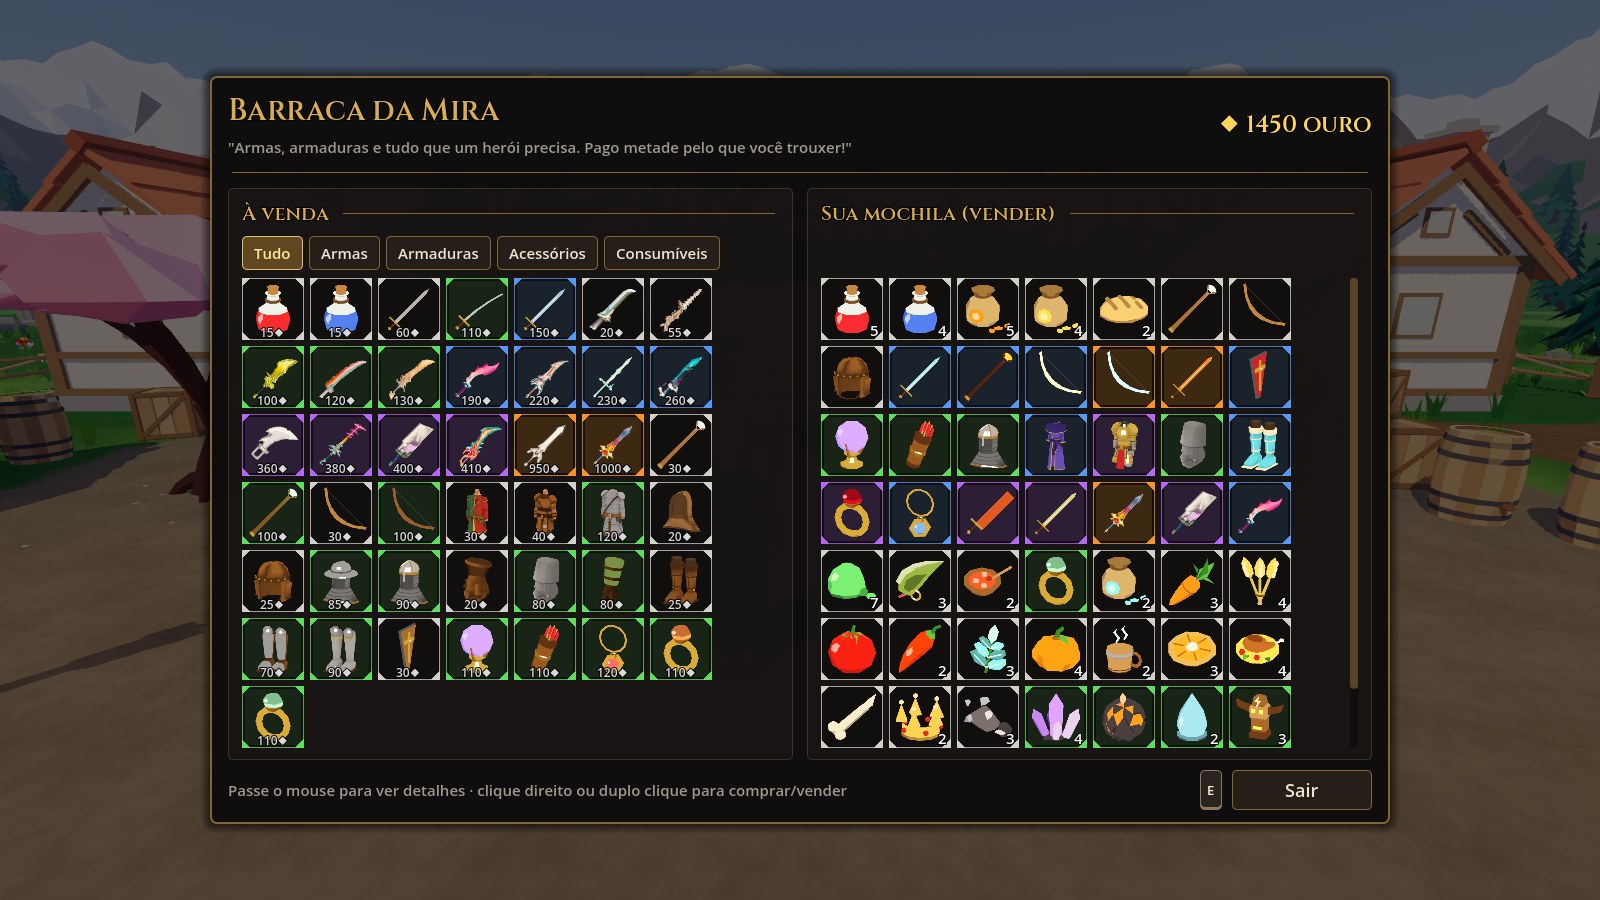 Barraca da Mira
◆ 1450 ouro
"Armas, armaduras e tudo que um herói precisa. Pago metade pelo que você trouxer!"
À venda
Sua mochila (vender)
Tudo Armas Armaduras Acessórios Consumíveis
15◆ 15◆ 60◆ 110◆ 150◆ 20◆ 55◆
5 4 5 4 2
100◆ 120◆ 130◆ 190◆ 220◆ 230◆ 260◆
360◆ 380◆ 400◆ 410◆ 950◆ 1000◆ 30◆
100◆ 30◆ 100◆ 30◆ 40◆ 120◆ 20◆
25◆ 85◆ 90◆ 20◆ 80◆ 80◆ 25◆
7 3 2 2 3 4
70◆ 90◆ 30◆ 110◆ 110◆ 120◆ 110◆
2 3 4 2 3 4
110◆
2 3 4 2 3
Passe o mouse para ver detalhes · clique direito ou duplo clique para comprar/vender
E Sair